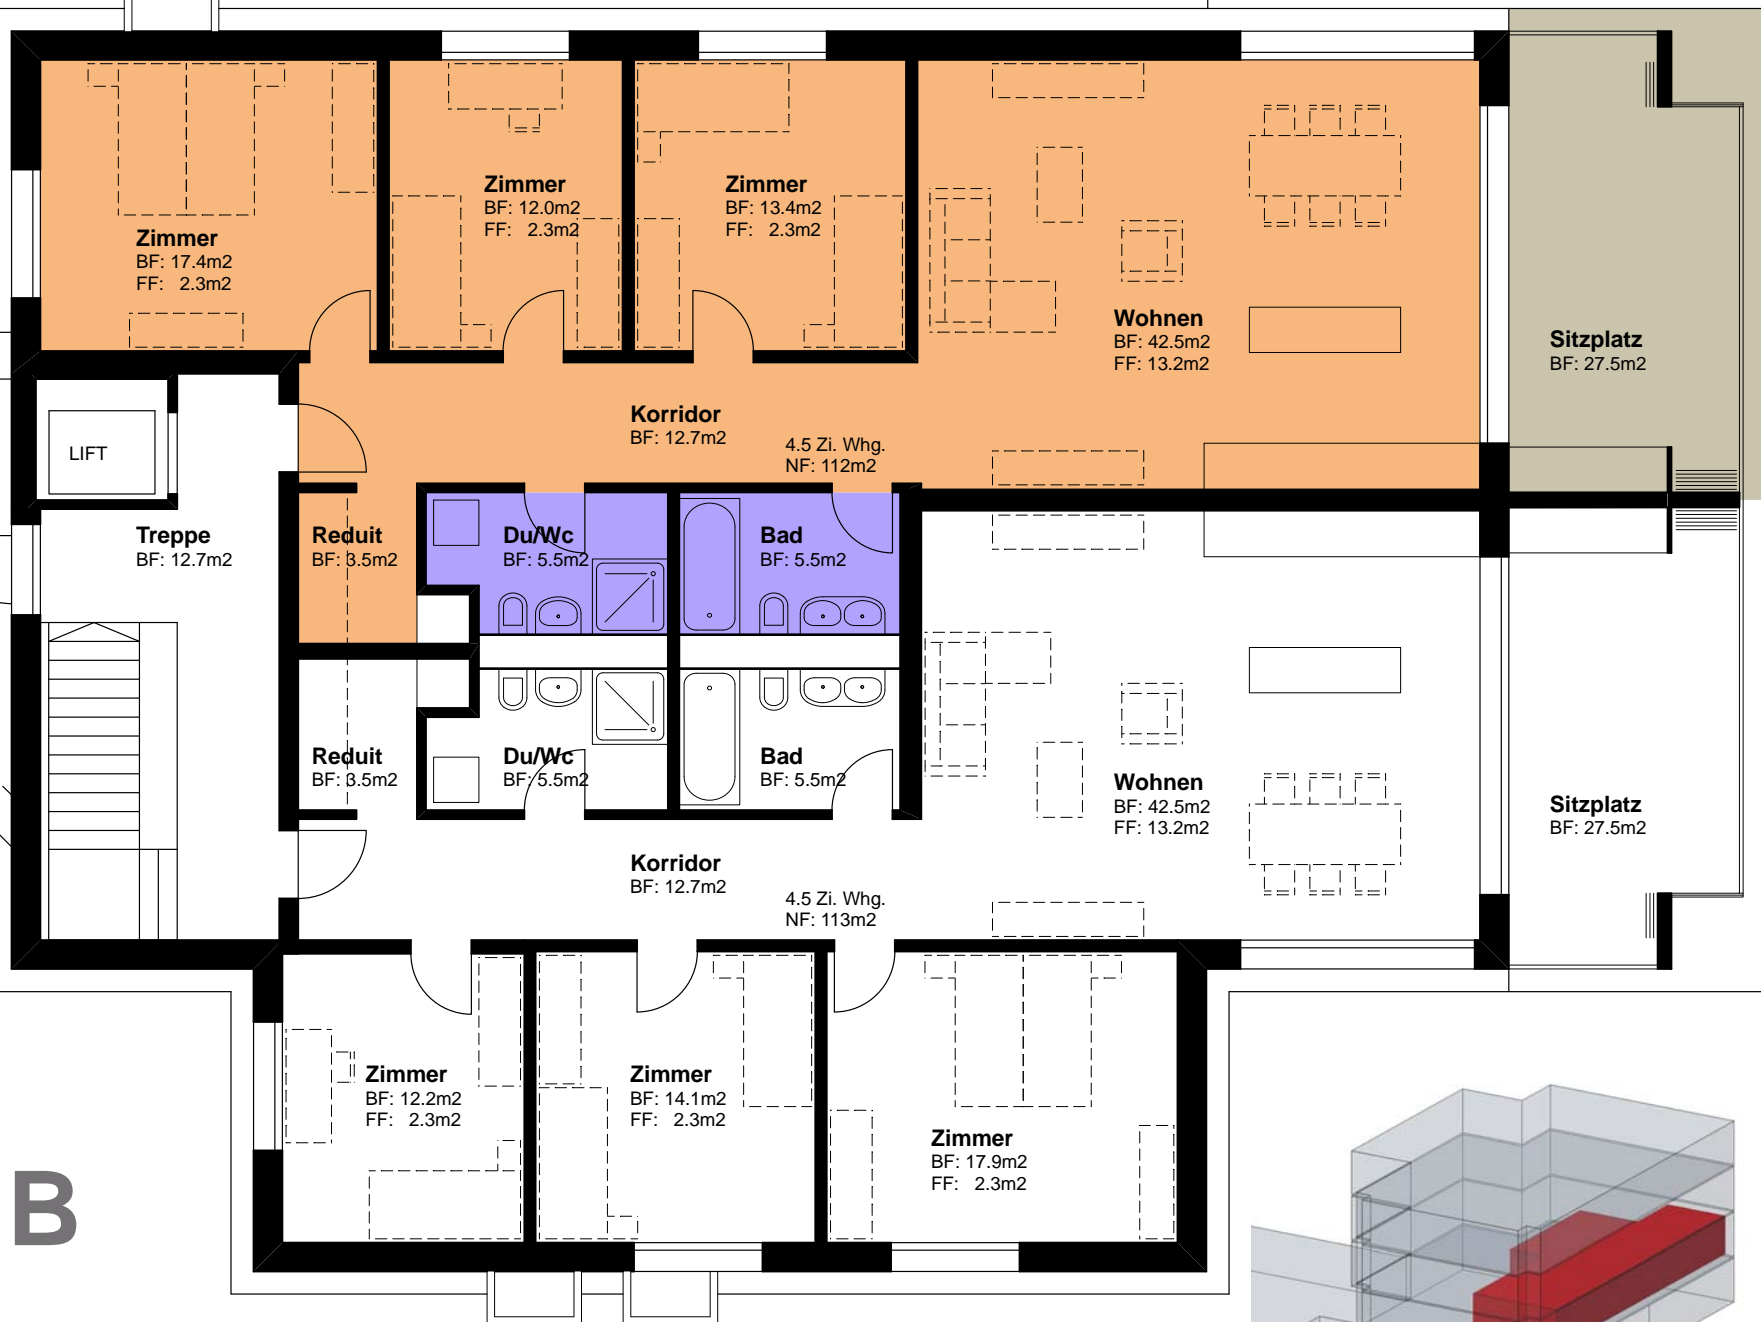 Zimmer
BF: 17.4m2
FF: 2.3m2
Zimmer
BF: 12.0m2
FF: 2.3m2
Zimmer
BF: 13.4m2
FF: 2.3m2
Wohnen
BF: 42.5m2
FF: 13.2m2
Sitzplatz
BF: 27.5m2
Korridor
BF: 12.7m2
4.5 Zi. Whg.
NF: 112m2
LIFT
Treppe
BF: 12.7m2
Reduit
BF: 3.5m2
Du/Wc
BF: 5.5m2
Bad
BF: 5.5m2
Reduit
BF: 3.5m2
Du/Wc
BF: 5.5m2
Bad
BF: 5.5m2
Wohnen
BF: 42.5m2
FF: 13.2m2
Sitzplatz
BF: 27.5m2
Korridor
BF: 12.7m2
4.5 Zi. Whg.
NF: 113m2
Zimmer
BF: 12.2m2
FF: 2.3m2
Zimmer
BF: 14.1m2
FF: 2.3m2
Zimmer
BF: 17.9m2
FF: 2.3m2
B